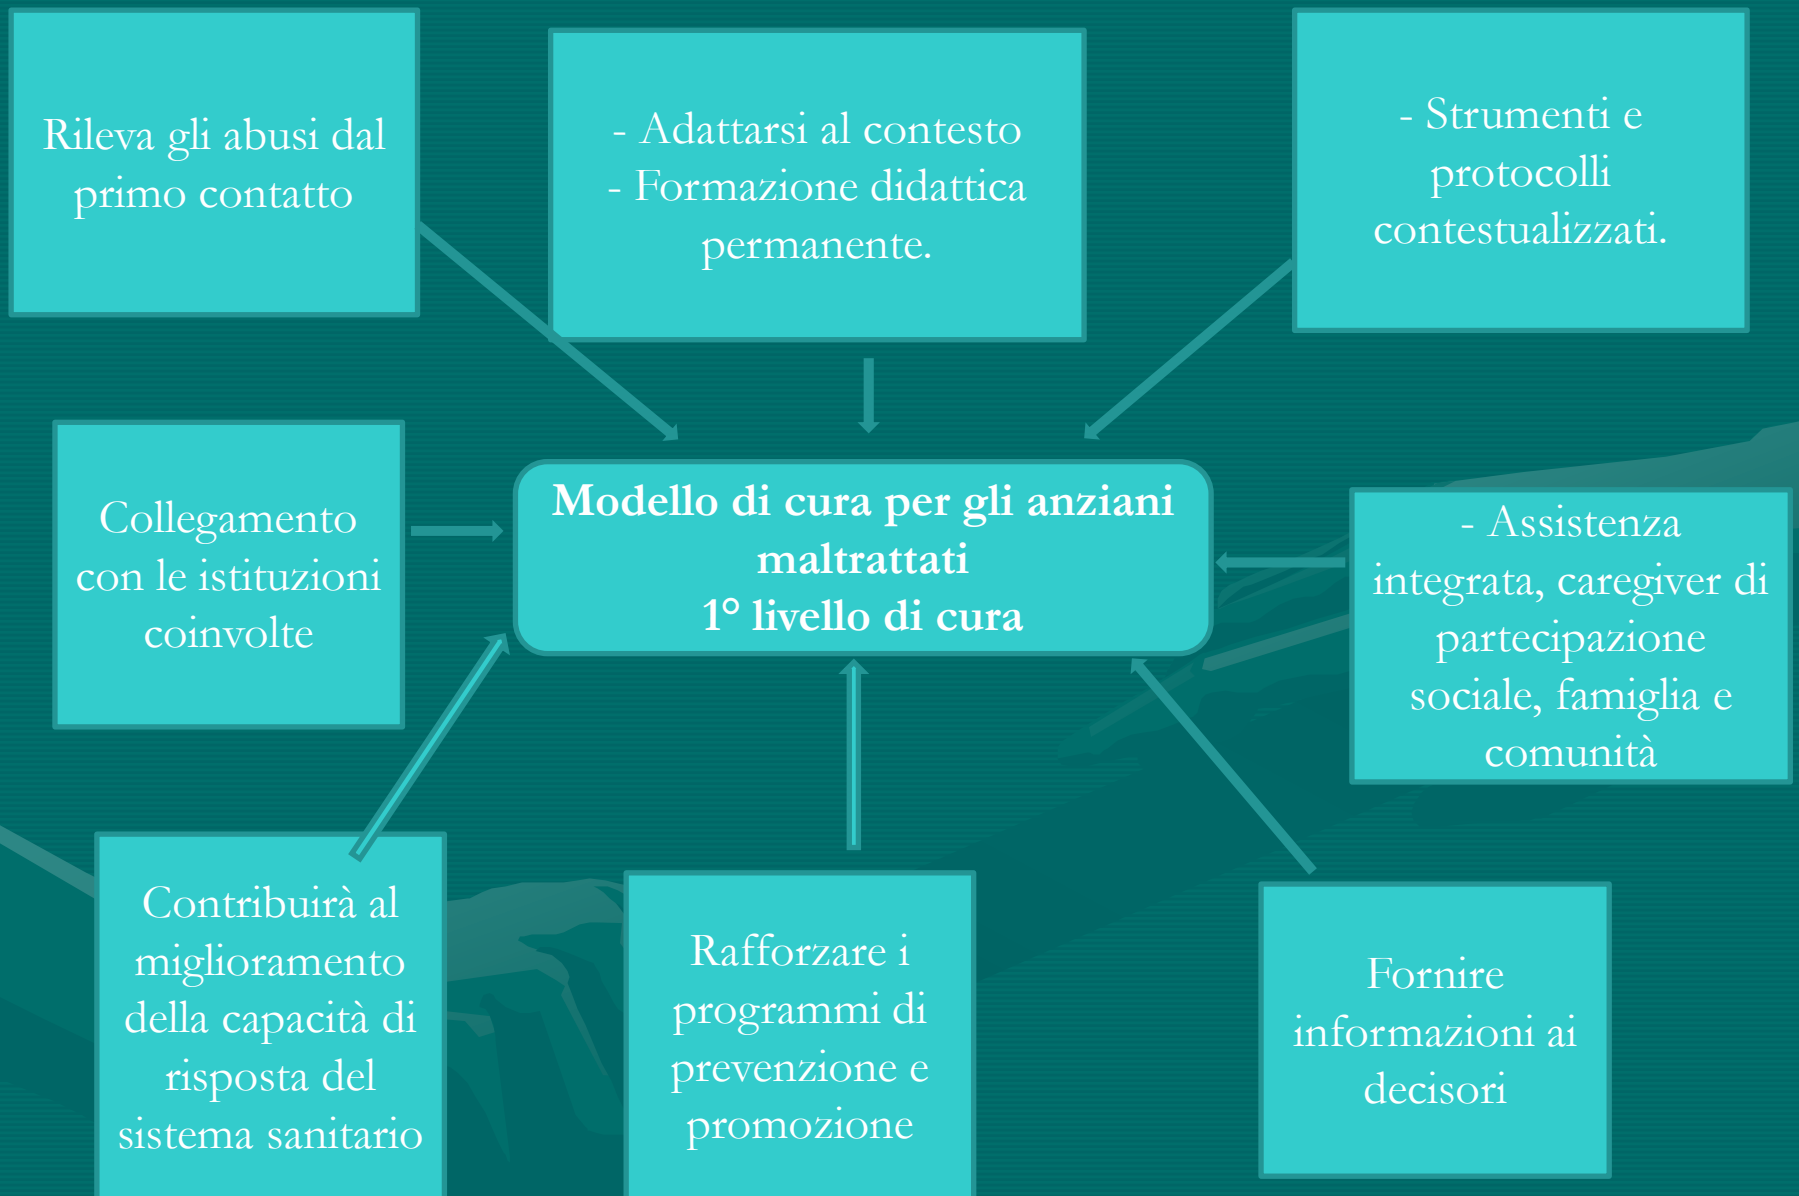 Rileva gli abusi dal
primo contatto
- Adattarsi al contesto
- Formazione didattica
permanente.
- Strumenti e
protocolli
contestualizzati.
Collegamento
con le istituzioni
coinvolte
Modello di cura per gli anziani
maltrattati
1° livello di cura
- Assistenza
integrata, caregiver di
partecipazione
sociale, famiglia e
comunità
Contribuirà al
miglioramento
della capacità di
risposta del
sistema sanitario
Rafforzare i
programmi di
prevenzione e
promozione
Fornire
informazioni ai
decisori